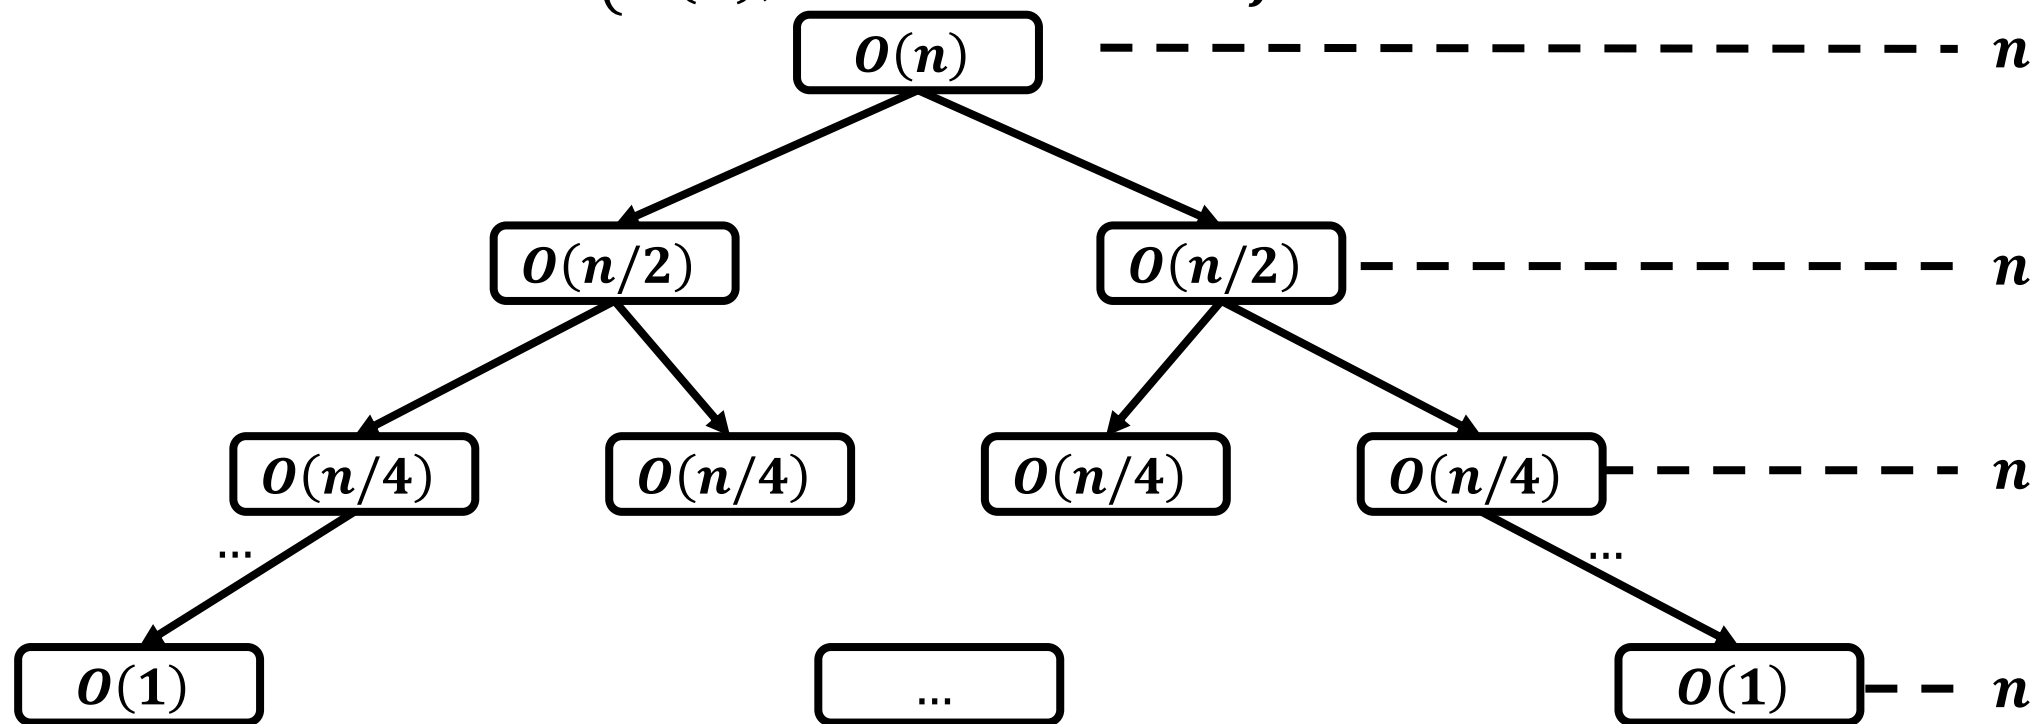 O(n) n
O(n/2) O(n/2) n
O(n/4) O(n/4) O(n/4) O(n/4) n
... ...
O(1) ... O(1) n